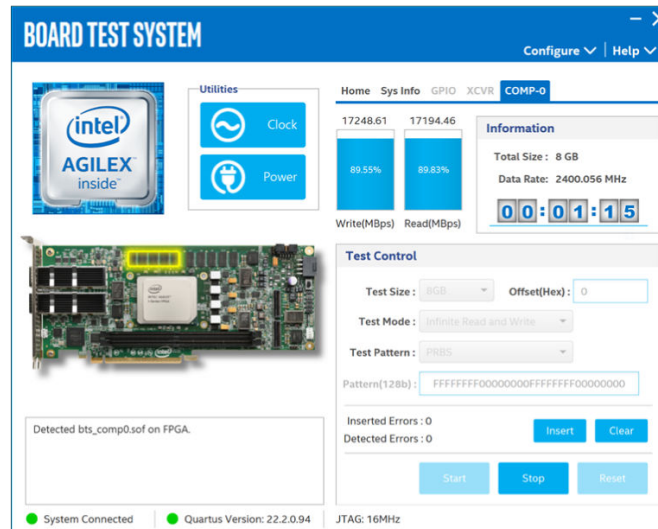 BOARD TEST SYSTEM
Configure | Help
intel
AGILEX™
inside™
Utilities
Clock
Power
Home Sys Info GPIO XCVR COMP-0
17248.61 17194.46
89.55% 89.83%
Write(MBps) Read(MBps)
Information
Total Size : 8 GB
Data Rate: 2400.056 MHz
00:01:15
Test Control
Test Size : 8GB Offset(Hex) : 0
Test Mode : Infinite Read and Write
Test Pattern : PRBS
Pattern(128b) : FFFFFFFF00000000FFFFFFFF00000000
Inserted Errors : 0
Detected Errors : 0
Insert Clear
Start Stop Reset
Detected bts_comp0.sof on FPGA.
System Connected Quartus Version: 22.2.0.94 JTAG: 16MHz